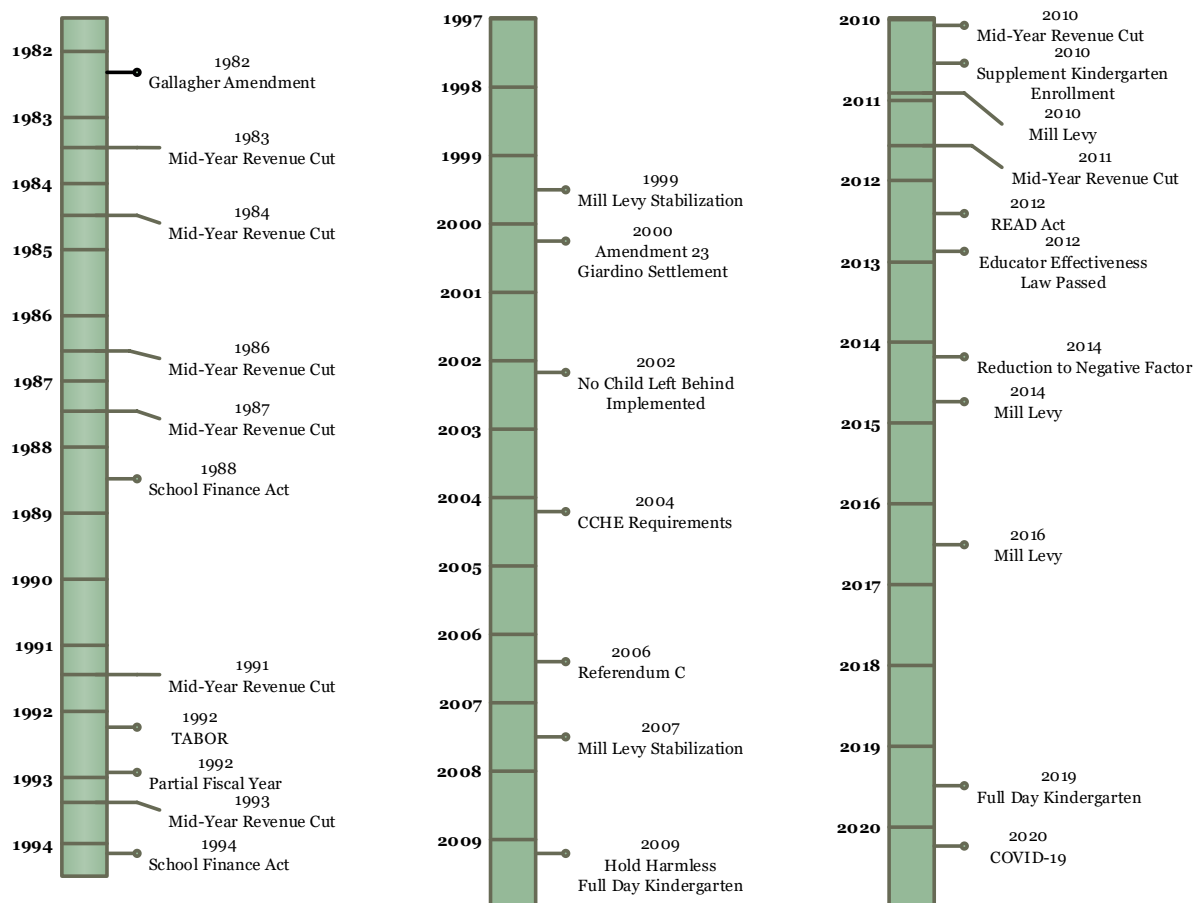 1982
1982
Gallagher Amendment
1983
1983
Mid-Year Revenue Cut
1984
1984
Mid-Year Revenue Cut
1985
1986
1986
Mid-Year Revenue Cut
1987
1987
Mid-Year Revenue Cut
1988
1988
School Finance Act
1989
1990
1991
1991
Mid-Year Revenue Cut
1992
1992
TABOR
1992
Partial Fiscal Year
1993
1993
Mid-Year Revenue Cut
1994
1994
School Finance Act
1997
1998
1999
1999
Mill Levy Stabilization
2000
2000
Amendment 23
Giardino Settlement
2001
2002
2002
No Child Left Behind
Implemented
2003
2004
2004
CCHE Requirements
2005
2006
2006
Referendum C
2007
2007
Mill Levy Stabilization
2008
2009
2009
Hold Harmless
Full Day Kindergarten
2010
2010
Mid-Year Revenue Cut
2010
Supplement Kindergarten
Enrollment
2011
2010
Mill Levy
2011
Mid-Year Revenue Cut
2012
2012
READ Act
2012
Educator Effectiveness
Law Passed
2013
2014
2014
Reduction to Negative Factor
2014
Mill Levy
2015
2016
2016
Mill Levy
2017
2018
2019
2019
Full Day Kindergarten
2020
2020
COVID-19